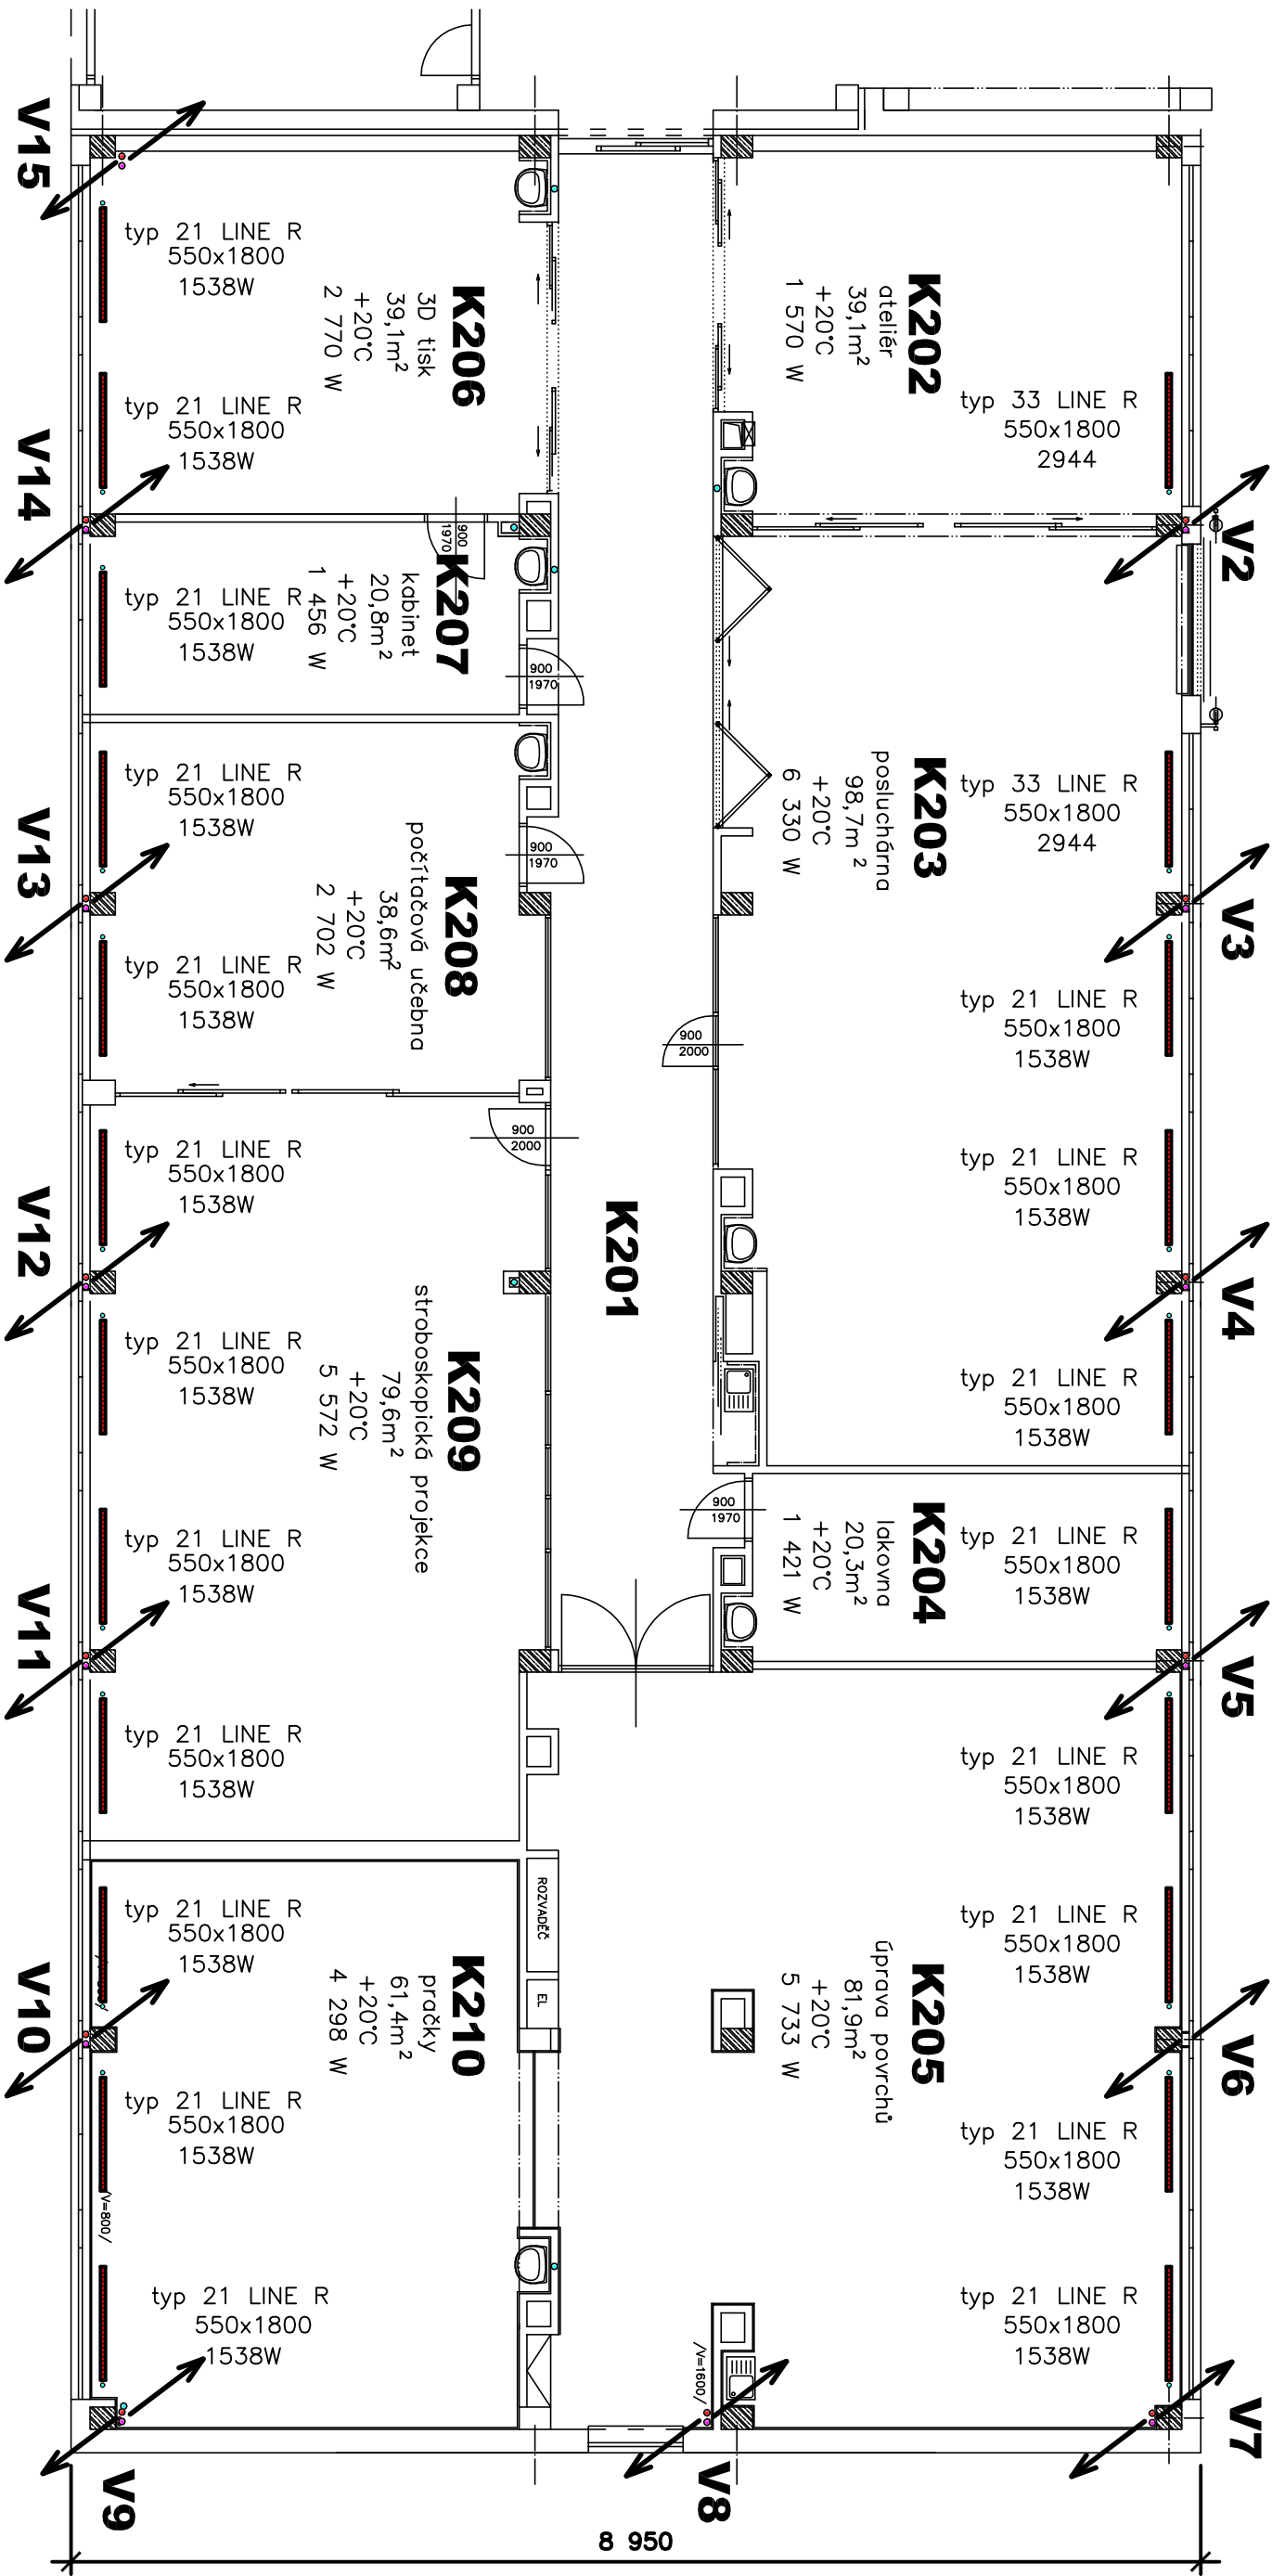 V15
typ 21 LINE R
550x1800
1538W
K206
3D tisk
39,1m²
+20°C
2 770 W
typ 21 LINE R
550x1800
1538W
V14
K202
ateliér
39,1m²
+20°C
1 570 W
typ 33 LINE R
550x1800
2944
V2
900
1970
K207
kabinet
20,8m²
+20°C
1 456 W
typ 21 LINE R
550x1800
1538W
900
1970
typ 21 LINE R
550x1800
1538W
V13
900
1970
K208
počítačová učebna
38,6m²
+20°C
2 702 W
typ 21 LINE R
550x1800
1538W
K203
posluchárna
98,7m²
+20°C
6 330 W
typ 33 LINE R
550x1800
2944
V3
typ 21 LINE R
550x1800
1538W
900
2000
typ 21 LINE R
550x1800
1538W
V4
typ 21 LINE R
550x1800
1538W
900
2000
typ 21 LINE R
550x1800
1538W
V12
K201
K209
stroboskopická projekce
79,6m²
+20°C
5 572 W
typ 21 LINE R
550x1800
1538W
typ 21 LINE R
550x1800
1538W
V11
typ 21 LINE R
550x1800
1538W
900
1970
K204
lakovna
20,3m²
+20°C
1 421 W
typ 21 LINE R
550x1800
1538W
V5
typ 21 LINE R
550x1800
1538W
typ 21 LINE R
550x1800
1538W
K205
úprava povrchů
81,9m²
+20°C
5 733 W
V6
typ 21 LINE R
550x1800
1538W
typ 21 LINE R
550x1800
1538W
V7
ROZVADĚČ
EL
typ 21 LINE R
550x1800
1538W
V10
K210
pračky
61,4m²
+20°C
4 298 W
typ 21 LINE R
550x1800
1538W
/V=800/
typ 21 LINE R
550x1800
1538W
V9
/V=1600/
V8
8 950